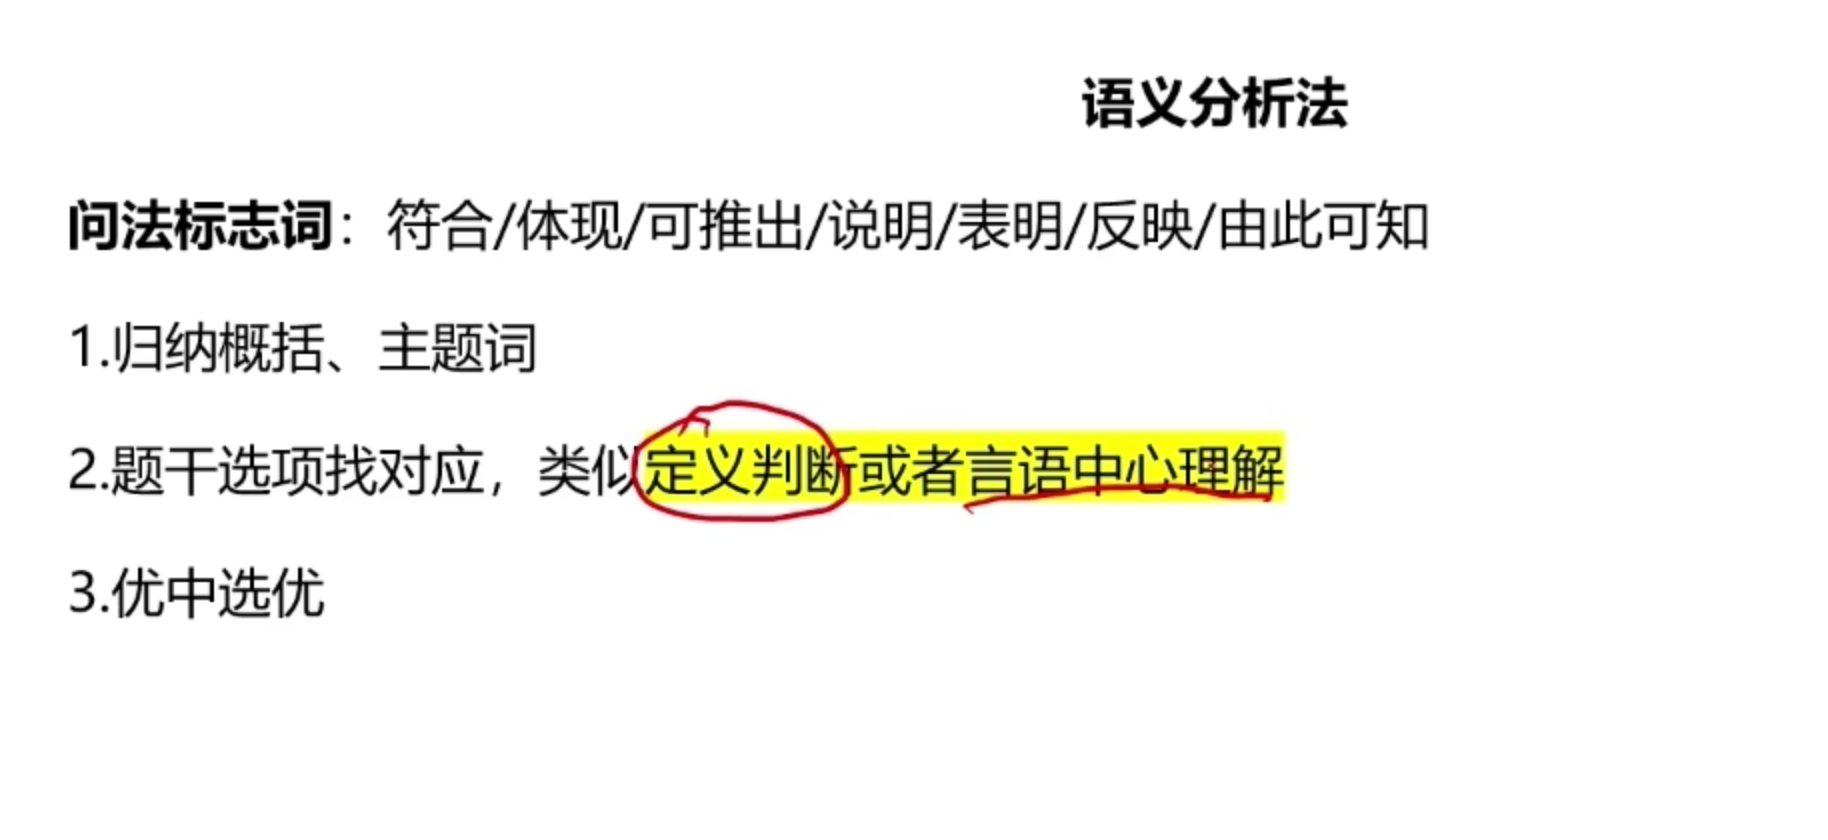 语义分析法
问法标志词：符合/体现/可推出/说明/表明/反映/由此可知
1.归纳概括、主题词
2.题干选项找对应，类似定义判断或者言语中心理解
3.优中选优